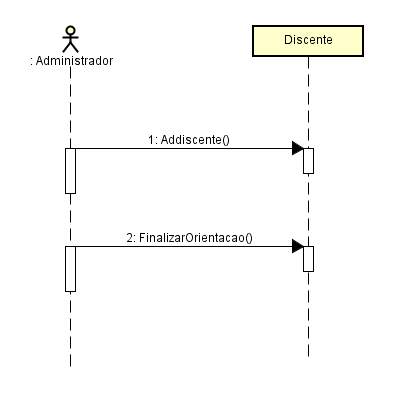 Discente
: Administrador
1: Addiscente()
2: FinalizarOrientacao()